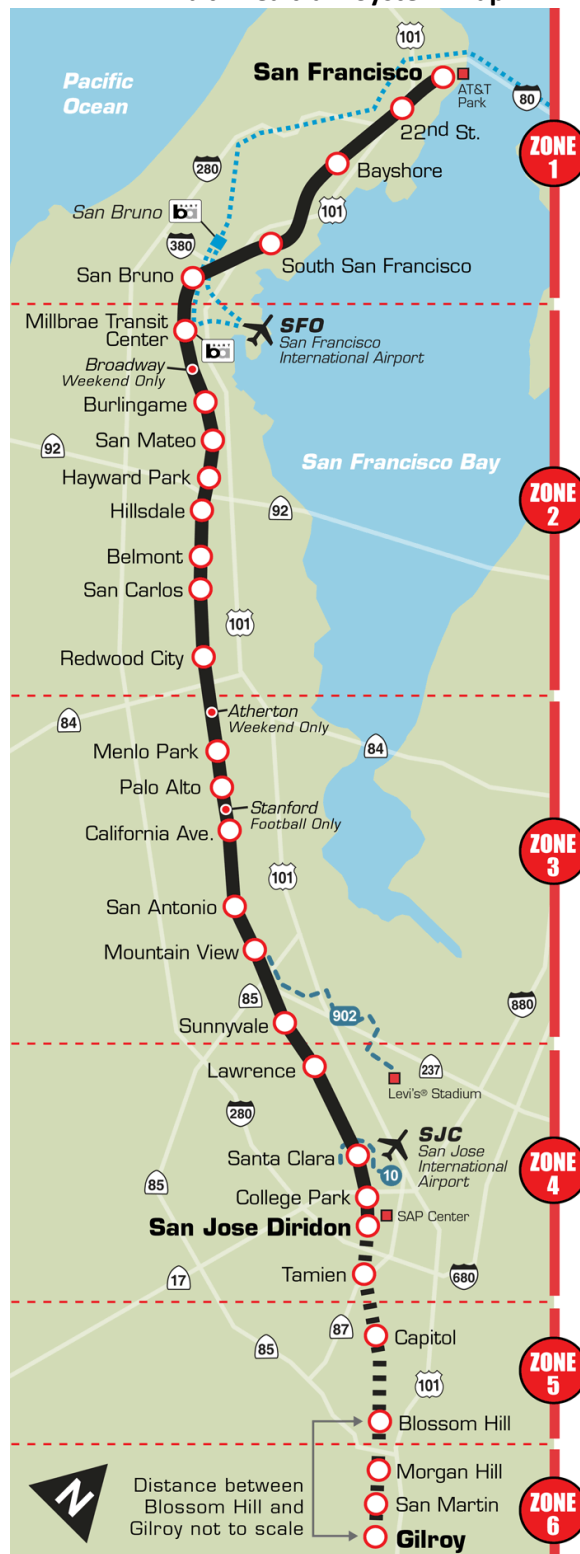 101
San Francisco
Pacific
Ocean
AT&T
Park
80
22nd St.
ZONE
1
Bayshore
280
101
San Bruno
ba
380
South San Francisco
San Bruno
Millbrae Transit
Center
SFO
San Francisco
International Airport
ba
Broadway
Weekend Only
Burlingame
San Mateo
92
San Francisco Bay
Hayward Park
ZONE
2
Hillsdale
92
Belmont
San Carlos
101
Redwood City
Atherton
Weekend Only
84
84
Menlo Park
Palo Alto
Stanford
Football Only
California Ave.
ZONE
3
101
San Antonio
Mountain View
85
902
880
Sunnyvale
Lawrence
237
Levi's® Stadium
280
SJC
San Jose
International
Airport
Santa Clara
10
ZONE
4
85
College Park
SAP Center
San Jose Diridon
Tamien
17
680
87
Capitol
85
ZONE
5
101
Blossom Hill
N
Distance between
Blossom Hill and
Gilroy not to scale
Morgan Hill
San Martin
ZONE
6
Gilroy